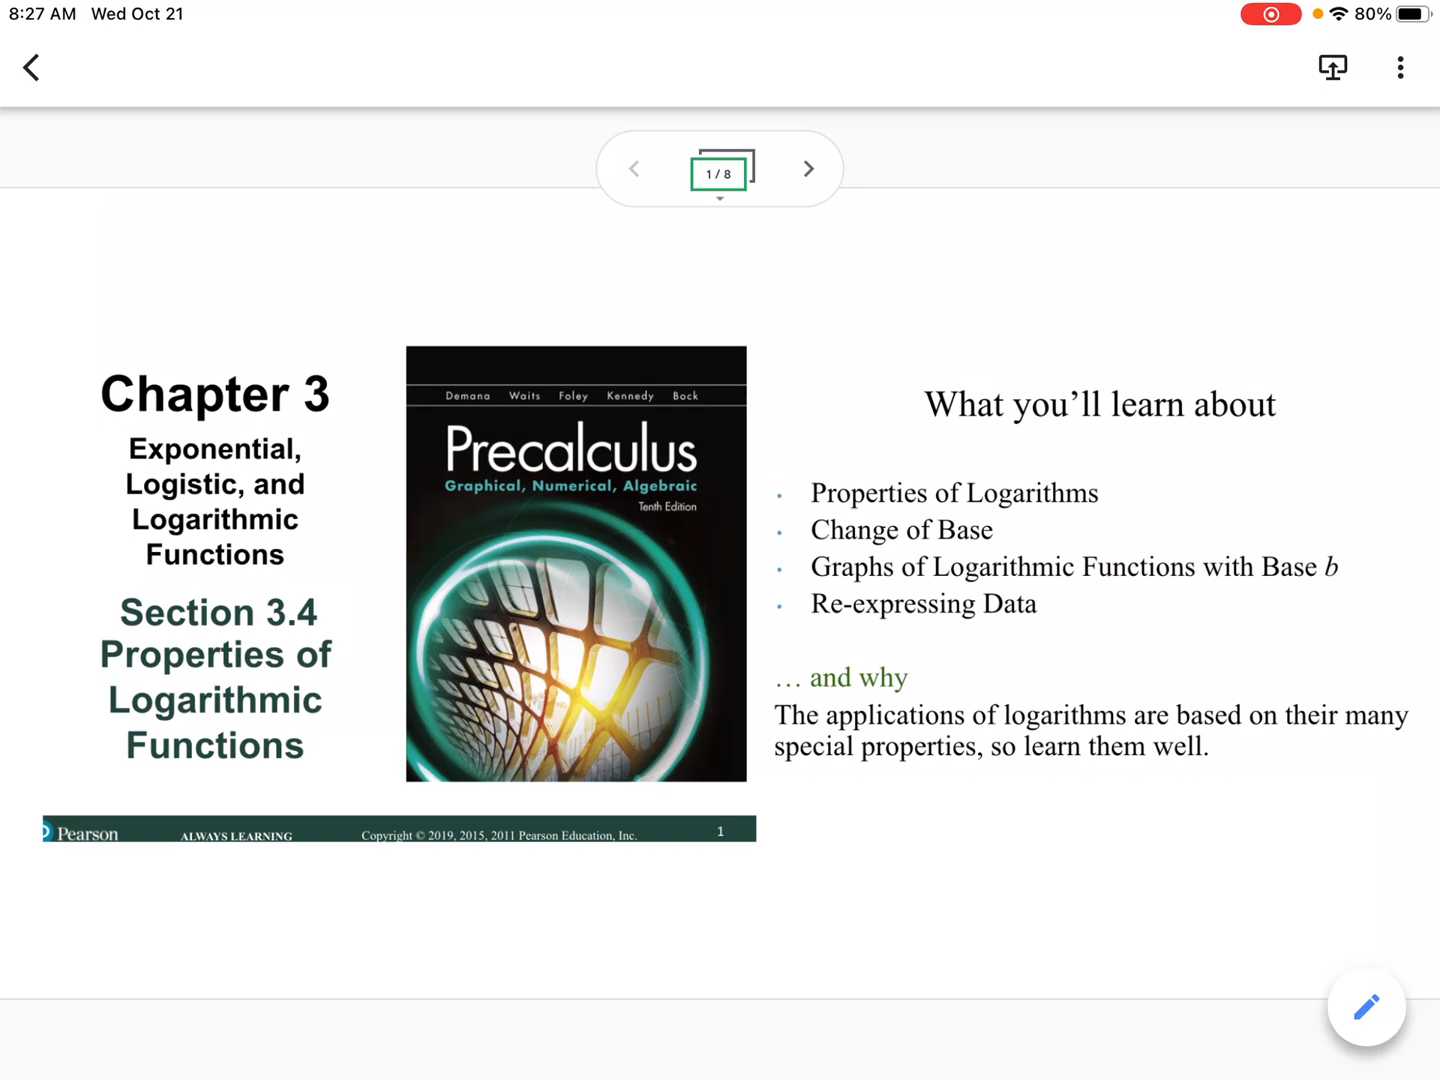 8:27 AM Wed Oct 21
80%
1 / 8
Chapter 3
Exponential,
Logistic, and
Logarithmic
Functions
Section 3.4
Properties of
Logarithmic
Functions
Demana Waits Foley Kennedy Bock
Precalculus
Graphical, Numerical, Algebraic
Tenth Edition
What you’ll learn about
• Properties of Logarithms
• Change of Base
• Graphs of Logarithmic Functions with Base b
• Re-expressing Data
… and why
The applications of logarithms are based on their many
special properties, so learn them well.
Pearson ALWAYS LEARNING Copyright © 2019, 2015, 2011 Pearson Education, Inc. 1